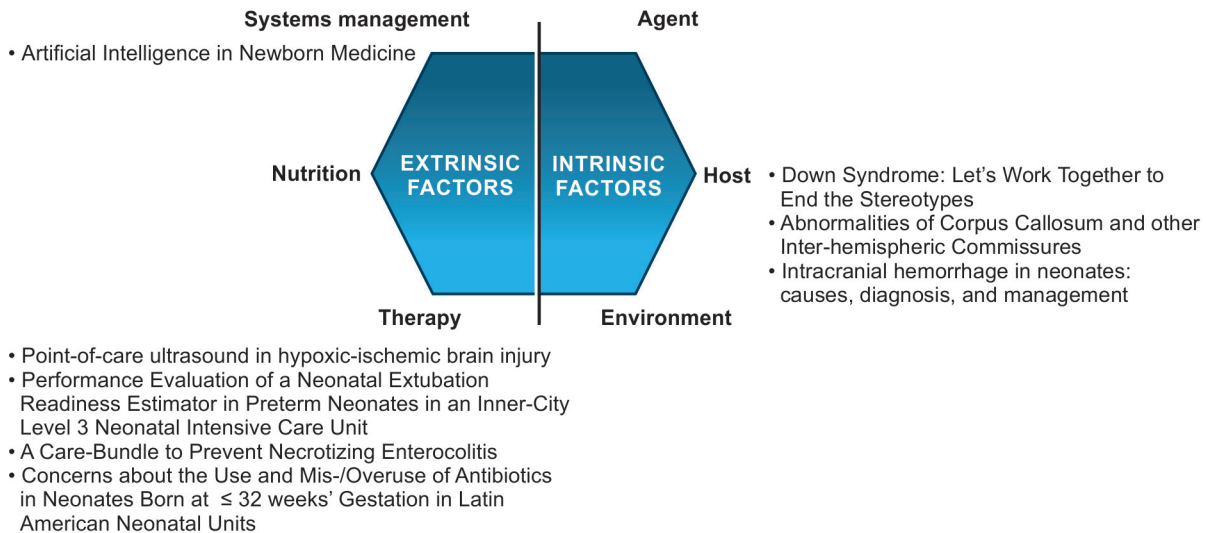 Systems management
Agent
• Artificial Intelligence in Newborn Medicine
Nutrition
EXTRINSIC
FACTORS
INTRINSIC
FACTORS
Host
• Down Syndrome: Let’s Work Together to
End the Stereotypes
• Abnormalities of Corpus Callosum and other
Inter-hemispheric Commissures
• Intracranial hemorrhage in neonates:
causes, diagnosis, and management
Therapy
Environment
• Point-of-care ultrasound in hypoxic-ischemic brain injury
• Performance Evaluation of a Neonatal Extubation
Readiness Estimator in Preterm Neonates in an Inner-City
Level 3 Neonatal Intensive Care Unit
• A Care-Bundle to Prevent Necrotizing Enterocolitis
• Concerns about the Use and Mis-/Overuse of Antibiotics
in Neonates Born at ≤ 32 weeks’ Gestation in Latin
American Neonatal Units